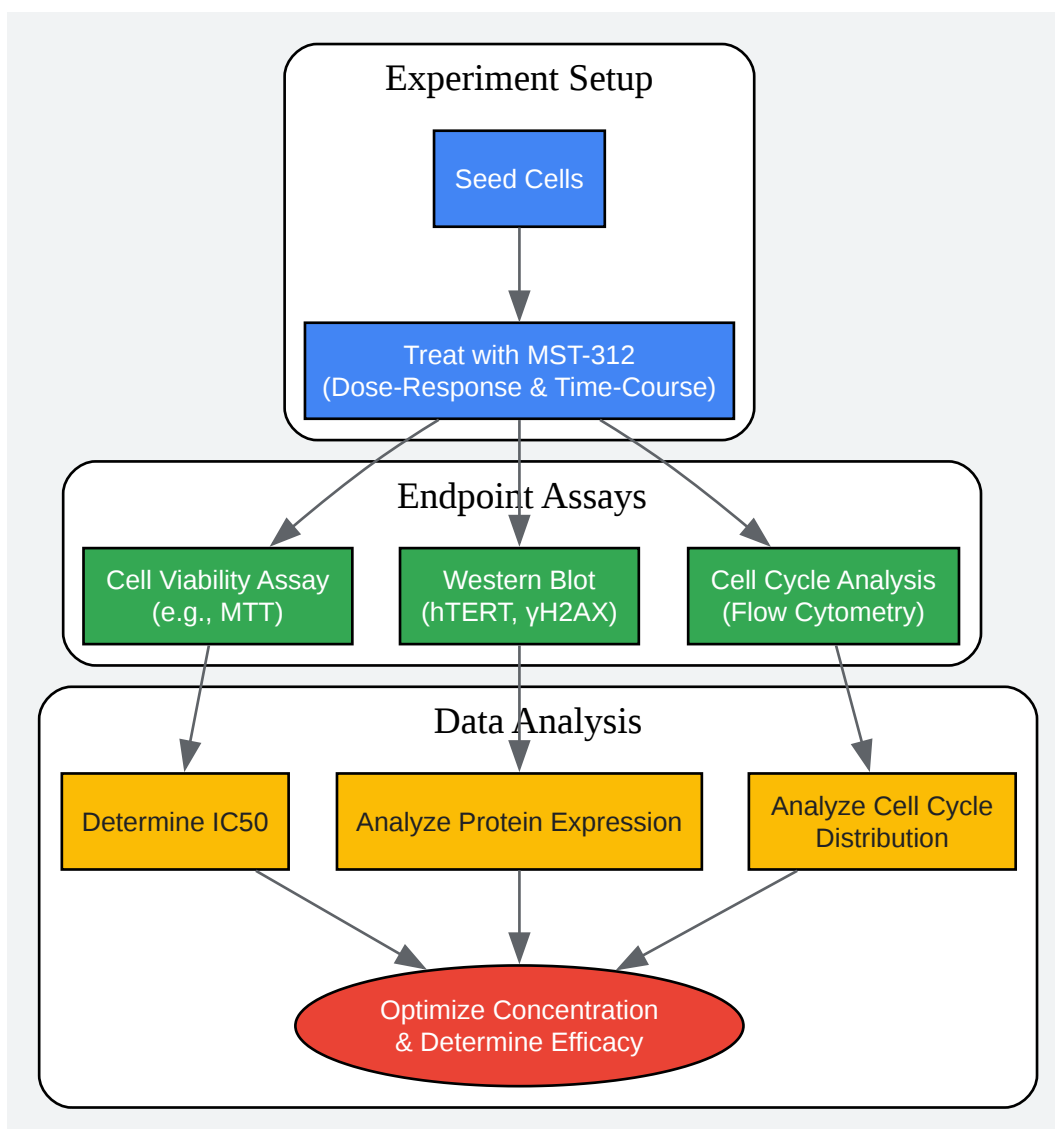 Experiment Setup
Seed Cells
Treat with MST-312
(Dose-Response & Time-Course)
Endpoint Assays
Cell Viability Assay
(e.g., MTT)
Western Blot
(hTERT, γH2AX)
Cell Cycle Analysis
(Flow Cytometry)
Data Analysis
Determine IC50
Analyze Protein Expression
Analyze Cell Cycle
Distribution
Optimize Concentration
& Determine Efficacy